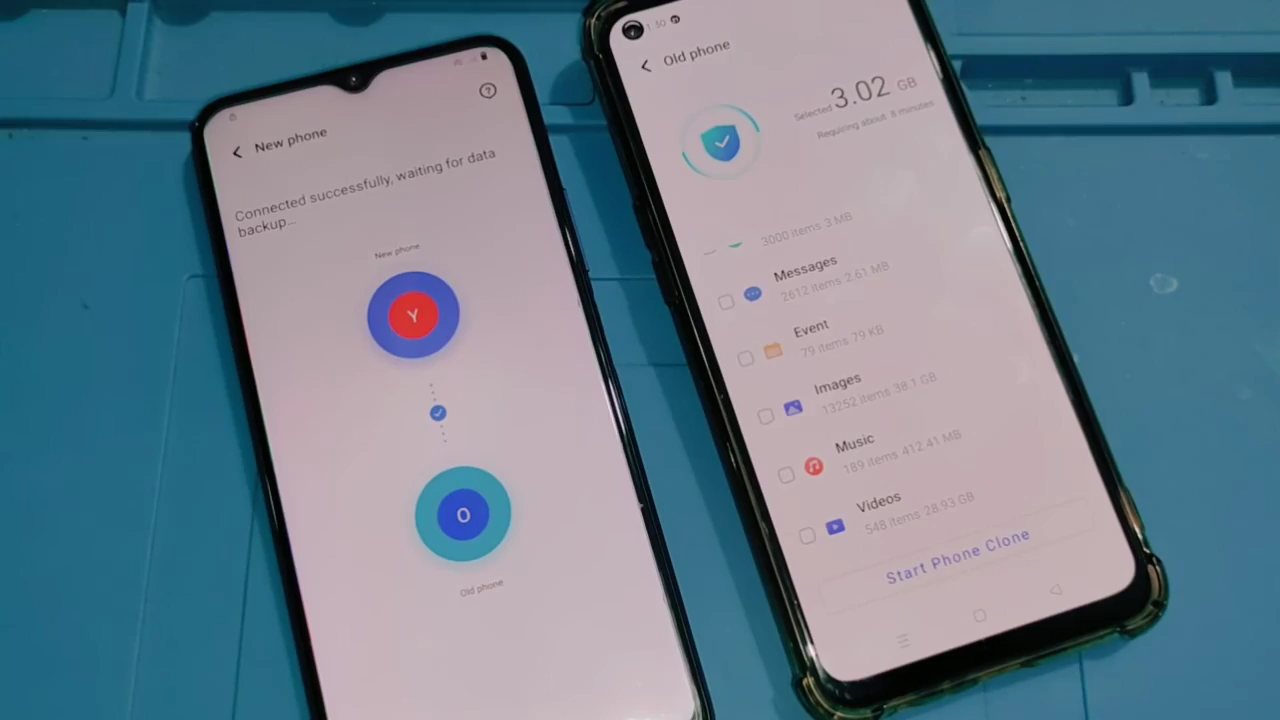 New phone
Connected successfully, waiting for data
backup...
New phone
Y
O
Old phone
1:50
Old phone
Selected 3.02 GB
Requiring about 8 minutes
3000 items 3 MB
Messages
2612 items 2.61 MB
Event
79 items 79 KB
Images
13252 items 38.1 GB
Music
189 items 412.41 MB
Videos
548 items 28.93 GB
Start Phone Clone